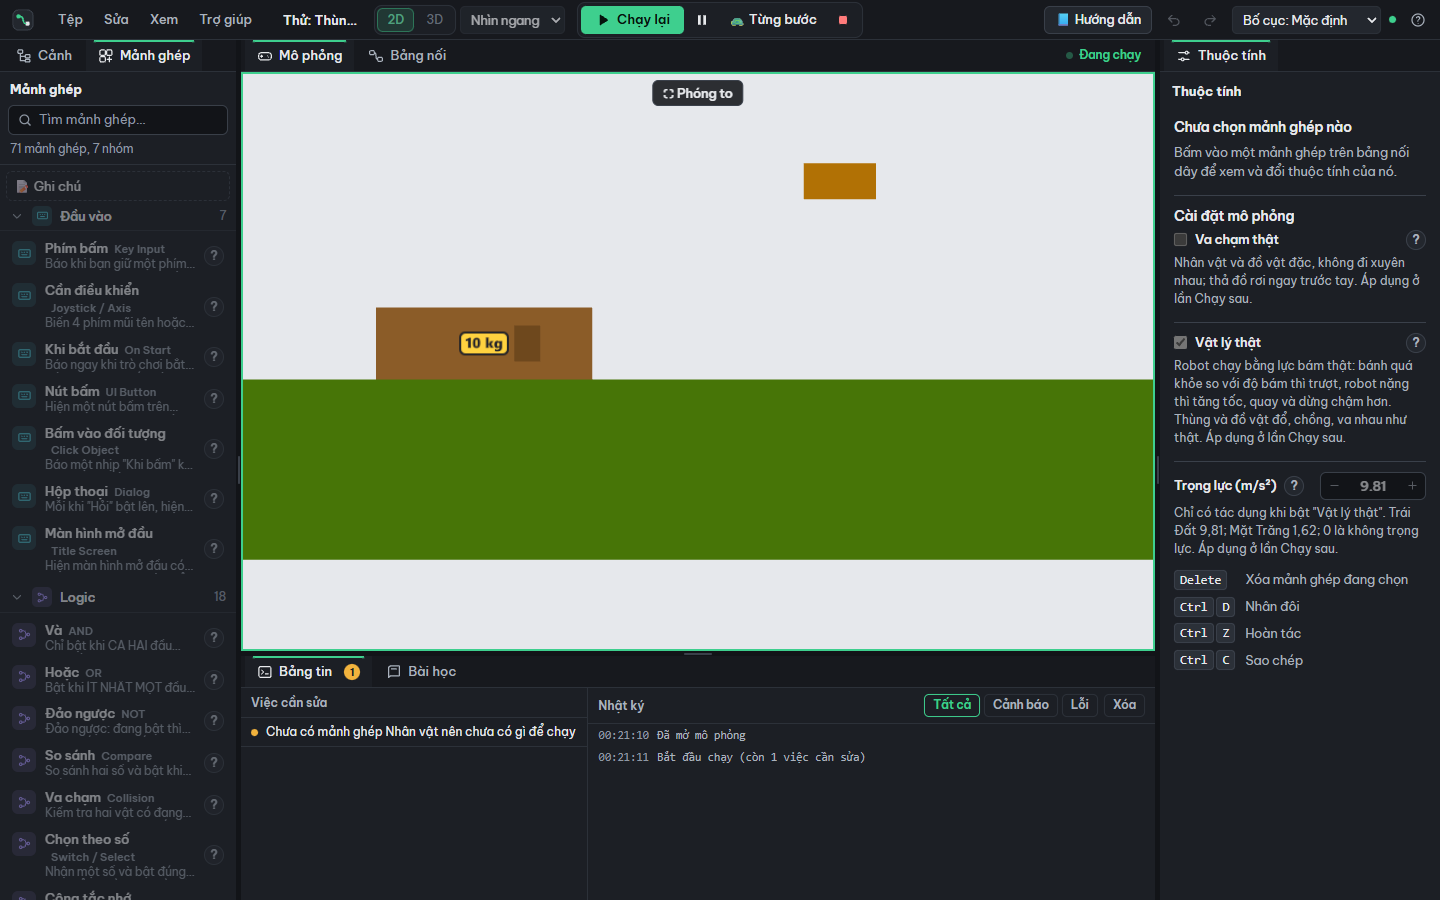 Tệp Sửa Xem Trợ giúp Thử: Thùn... 2D 3D Nhìn ngang Chạy lại Từng bước Hướng dẫn Bố cục: Mặc định
Cảnh Mảnh ghép Mô phỏng Bảng nối Đang chạy Thuộc tính
Mảnh ghép
Tìm mảnh ghép...
71 mảnh ghép, 7 nhóm
Ghi chú
Đầu vào 7
Phím bấm Key Input
Báo khi bạn giữ một phím...
Cần điều khiển
Joystick / Axis
Biến 4 phím mũi tên hoặc...
Khi bắt đầu On Start
Báo ngay khi trò chơi bắt...
Nút bấm UI Button
Hiện một nút bấm trên...
Bấm vào đối tượng
Click Object
Báo một nhịp "Khi bấm" k...
Hộp thoại Dialog
Mỗi khi "Hỏi" bật lên, hiện...
Màn hình mở đầu
Title Screen
Hiện màn hình mở đầu có...
Logic 18
Và AND
Chỉ bật khi CẢ HAI đầu...
Hoặc OR
Bật khi ÍT NHẤT MỘT đầu...
Đảo ngược NOT
Đảo ngược: đang bật thì...
So sánh Compare
So sánh hai số và bật khi...
Va chạm Collision
Kiểm tra hai vật có đang...
Chọn theo số
Switch / Select
Nhận một số và bật đúng...
Công tắc nhớ
Phóng to
10 kg
Bảng tin 1 Bài học
Việc cần sửa
Chưa có mảnh ghép Nhân vật nên chưa có gì để chạy
Nhật ký Tất cả Cảnh báo Lỗi Xóa
00:21:10 Đã mở mô phỏng
00:21:11 Bắt đầu chạy (còn 1 việc cần sửa)
Thuộc tính
Chưa chọn mảnh ghép nào
Bấm vào một mảnh ghép trên bảng nối
dây để xem và đổi thuộc tính của nó.
Cài đặt mô phỏng
Va chạm thật ?
Nhân vật và đồ vật đặc, không đi xuyên
nhau; thả đồ rơi ngay trước tay. Áp dụng ở
lần Chạy sau.
Vật lý thật ?
Robot chạy bằng lực bám thật: bánh quá
khỏe so với độ bám thì trượt, robot nặng
thì tăng tốc, quay và dừng chậm hơn.
Thùng và đồ vật đổ, chồng, va nhau như
thật. Áp dụng ở lần Chạy sau.
Trọng lực (m/s²) ? − 9.81 +
Chỉ có tác dụng khi bật "Vật lý thật". Trái
Đất 9,81; Mặt Trăng 1,62; 0 là không trọng
lực. Áp dụng ở lần Chạy sau.
Delete Xóa mảnh ghép đang chọn
Ctrl D Nhân đôi
Ctrl Z Hoàn tác
Ctrl C Sao chép